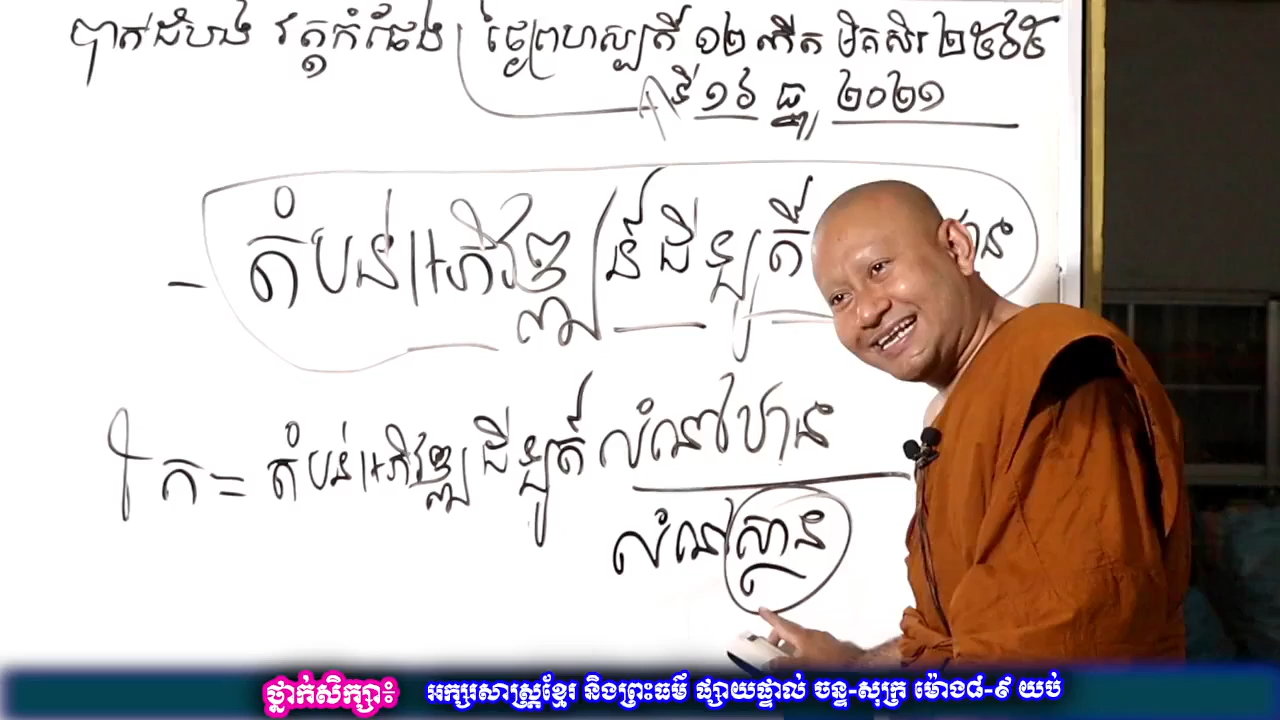 បាត់ដំបង វត្តកំផែង ថ្ងៃព្រហស្បតិ៍ ១២ កើត មិគសិរ ២៥៦៥
ទី ១៦ ធ្នូ ២០២១
- តំបន់អភិវឌ្ឍន៍ដីឡូត៍
ក = តំបន់អភិវឌ្ឍដីឡូត៍ លំនៅឋាន
លំនៅស្ថាន
ថ្នាក់សិក្សា៖ អក្សរសាស្ត្រខ្មែរ និងព្រះធម៌ ផ្សាយផ្ទាល់ ចន្ទ-សុក្រ ម៉ោង៨-៩ យប់